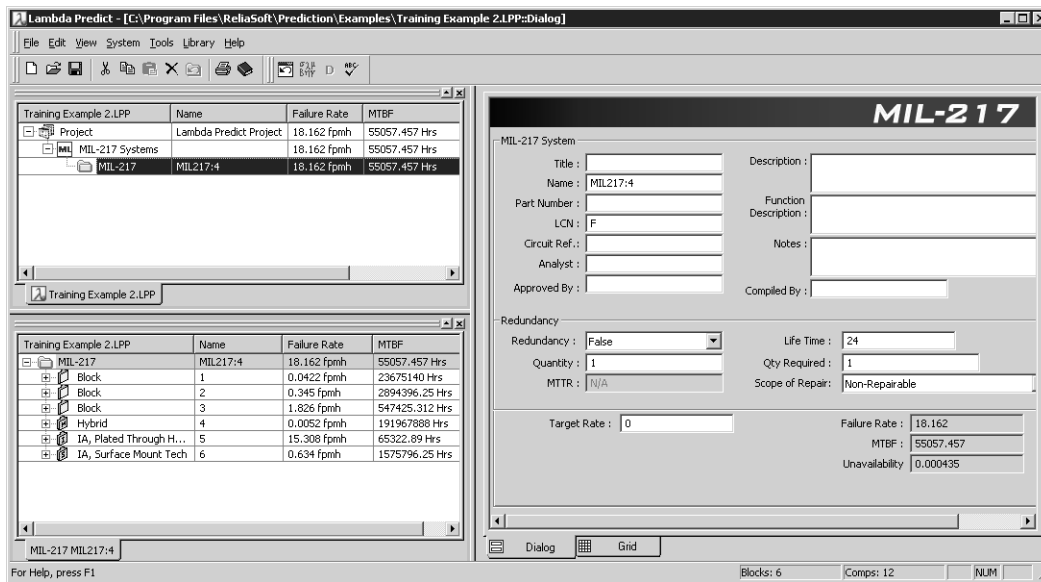 Lambda Predict - [C:\Program Files\ReliaSoft\Prediction\Examples\Training Example 2.LPP::Dialog]
File Edit View System Tools Library Help
Training Example 2.LPP Name Failure Rate MTBF
Project Lambda Predict Project 18.162 fpmh 55057.457 Hrs
ML MIL-217 Systems 18.162 fpmh 55057.457 Hrs
MIL-217 MIL217:4 18.162 fpmh 55057.457 Hrs
Training Example 2.LPP
Training Example 2.LPP Name Failure Rate MTBF
MIL-217 MIL217:4 18.162 fpmh 55057.457 Hrs
Block 1 0.0422 fpmh 23675140 Hrs
Block 2 0.345 fpmh 2894396.25 Hrs
Block 3 1.826 fpmh 547425.312 Hrs
Hybrid 4 0.0052 fpmh 191967888 Hrs
IA, Plated Through H... 5 15.308 fpmh 65322.89 Hrs
IA, Surface Mount Tech 6 0.634 fpmh 1575796.25 Hrs
MIL-217 MIL217:4
MIL-217
MIL-217 System
Title :
Name : MIL217:4
Part Number :
LCN : F
Circuit Ref.:
Analyst :
Approved By :
Description :
Function
Description :
Notes :
Compiled By :
Redundancy
Redundancy : False
Quantity : 1
MTTR : N/A
Life Time : 24
Qty Required : 1
Scope of Repair: Non-Repairable
Target Rate : 0
Failure Rate : 18.162
MTBF : 55057.457
Unavailability 0.000435
Dialog Grid
For Help, press F1 Blocks: 6 Comps: 12 NUM